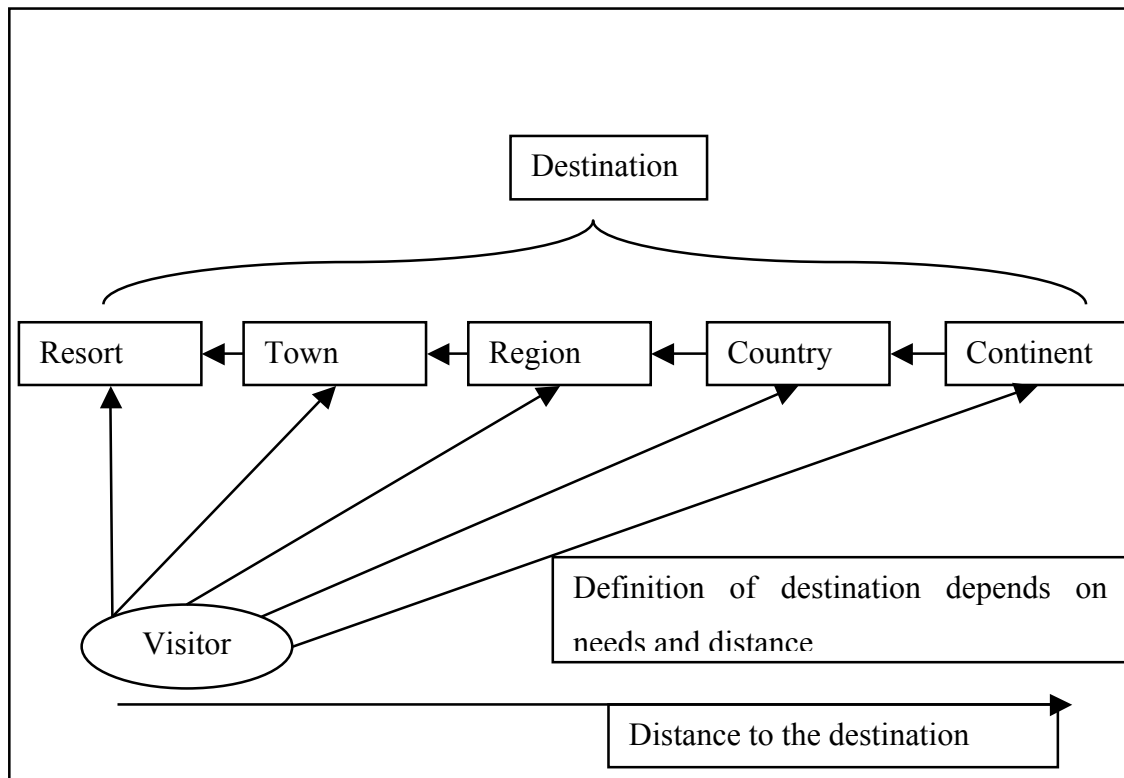 Destination
Resort
Town
Region
Country
Continent
Definition of destination depends on
needs and distance
Visitor
Distance to the destination